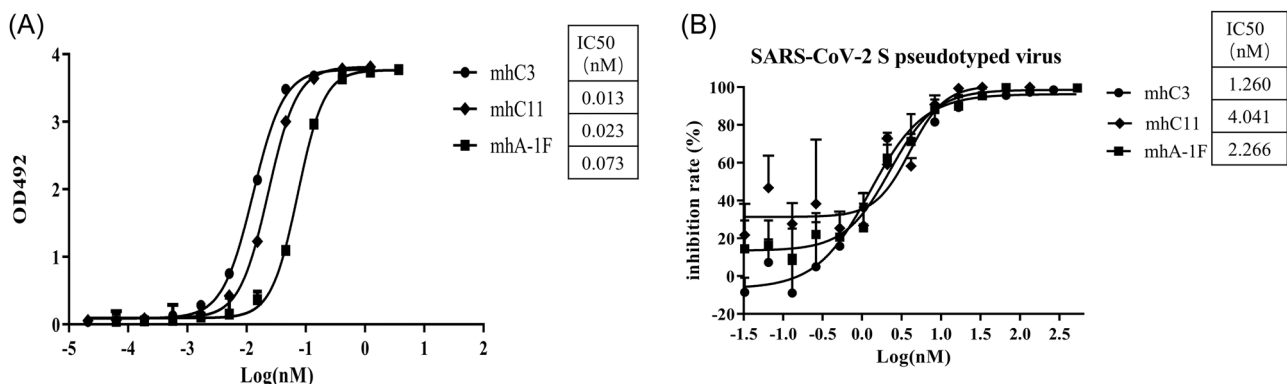 (A)
OD492
4
3
2
1
0
-5 -4 -3 -2 -1 0 1 2
Log(nM)
mhC3
mhC11
mhA-1F
IC50
(nM)
0.013
0.023
0.073
(B)
SARS-CoV-2 S pseudotyped virus
inhibition rate (%)
100
80
60
40
20
0
-20
-1.5 -1.0 -0.5 0.0 0.5 1.0 1.5 2.0 2.5
Log(nM)
mhC3
mhC11
mhA-1F
IC50
(nM)
1.260
4.041
2.266